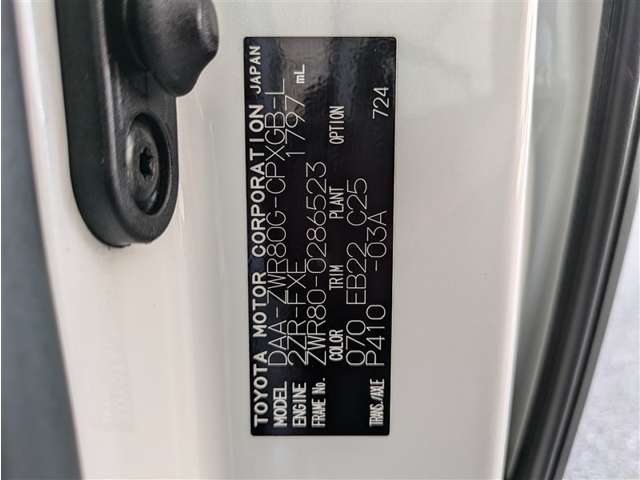 TOYOTA MOTOR CORPORATION JAPAN
MODEL DAA-ZWR80G-CPXGB-L
ENGINE 2ZR-FXE 1797 mL
FRAME No. ZWR80-0286523
COLOR TRIM PLANT OPTION
070 EB22 C25
TRANS./AXLE P410 -03A 724